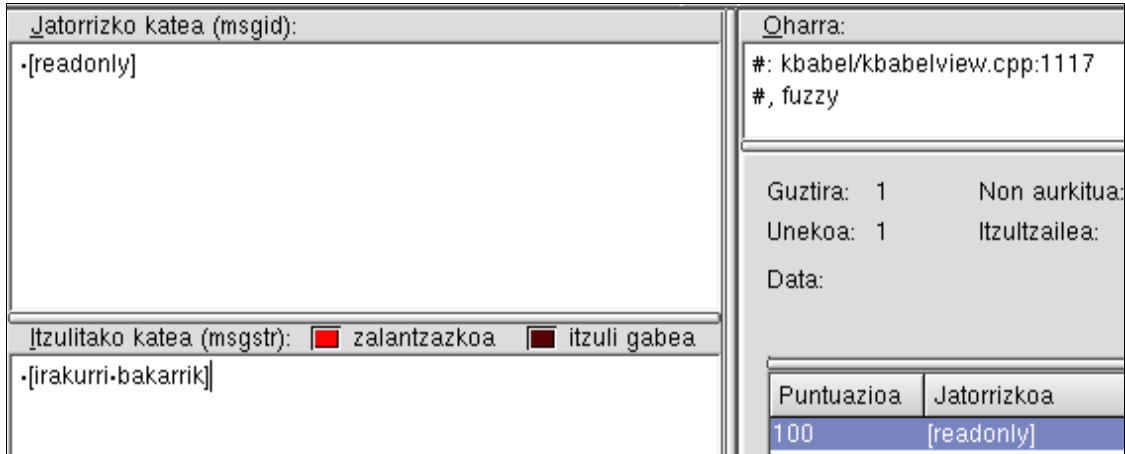 Jatorrizko katea (msgid):
·[readonly]
Itzulitako katea (msgstr): zalantzazkoa itzuli gabea
·[irakurri·bakarrik]
Oharra:
#: kbabel/kbabelview.cpp:1117
#, fuzzy
Guztira: 1 Non aurkitua:
Unekoa: 1 Itzultzailea:
Data:
Puntuazioa Jatorrizkoa
100 [readonly]